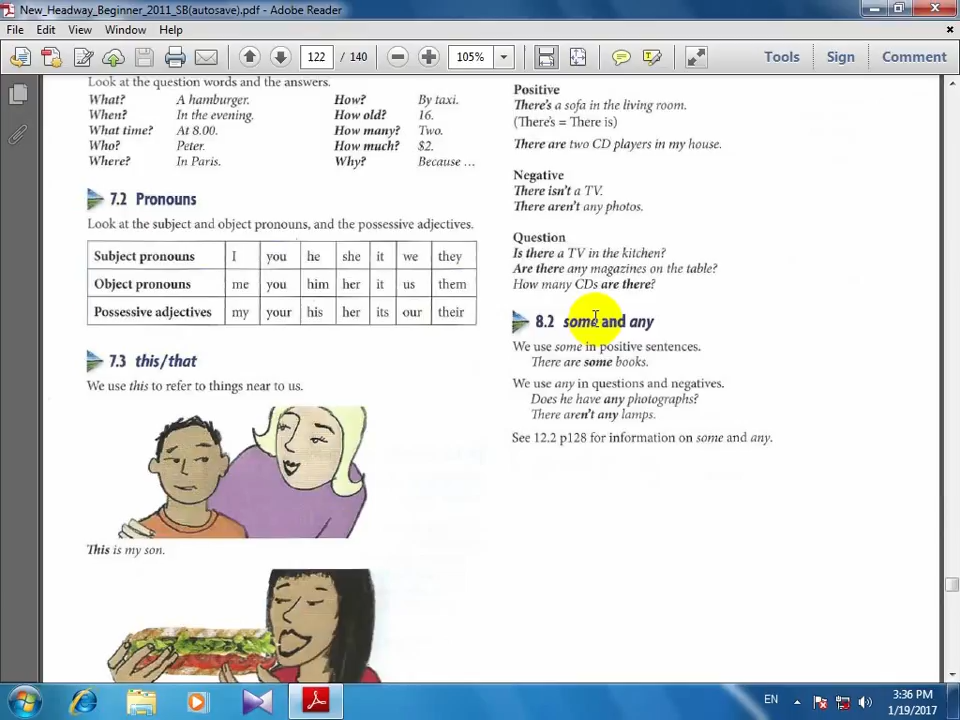 New_Headway_Beginner_2011_SB(autosave).pdf - Adobe Reader
File Edit View Window Help
122 / 140 105% Tools Sign Comment
Look at the question words and the answers.
What? A hamburger. How? By taxi.
When? In the evening. How old? 16.
What time? At 8.00. How many? Two.
Who? Peter. How much? $2.
Where? In Paris. Why? Because …
7.2 Pronouns
Look at the subject and object pronouns, and the possessive adjectives.
Subject pronouns I you he she it we they
Object pronouns me you him her it us them
Possessive adjectives my your his her its our their
7.3 this/that
We use this to refer to things near to us.
This is my son.
Positive
There's a sofa in the living room.
(There's = There is)
There are two CD players in my house.
Negative
There isn't a TV.
There aren't any photos.
Question
Is there a TV in the kitchen?
Are there any magazines on the table?
How many CDs are there?
8.2 some and any
We use some in positive sentences.
There are some books.
We use any in questions and negatives.
Does he have any photographs?
There aren't any lamps.
See 12.2 p128 for information on some and any.
EN 3:36 PM
1/19/2017